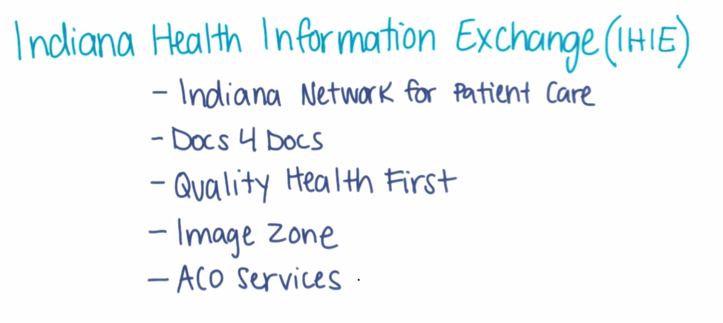 Indiana Health Information Exchange (IHIE)
- Indiana Network for Patient Care
- Docs 4 Docs
- Quality Health First
- Image Zone
- ACO Services